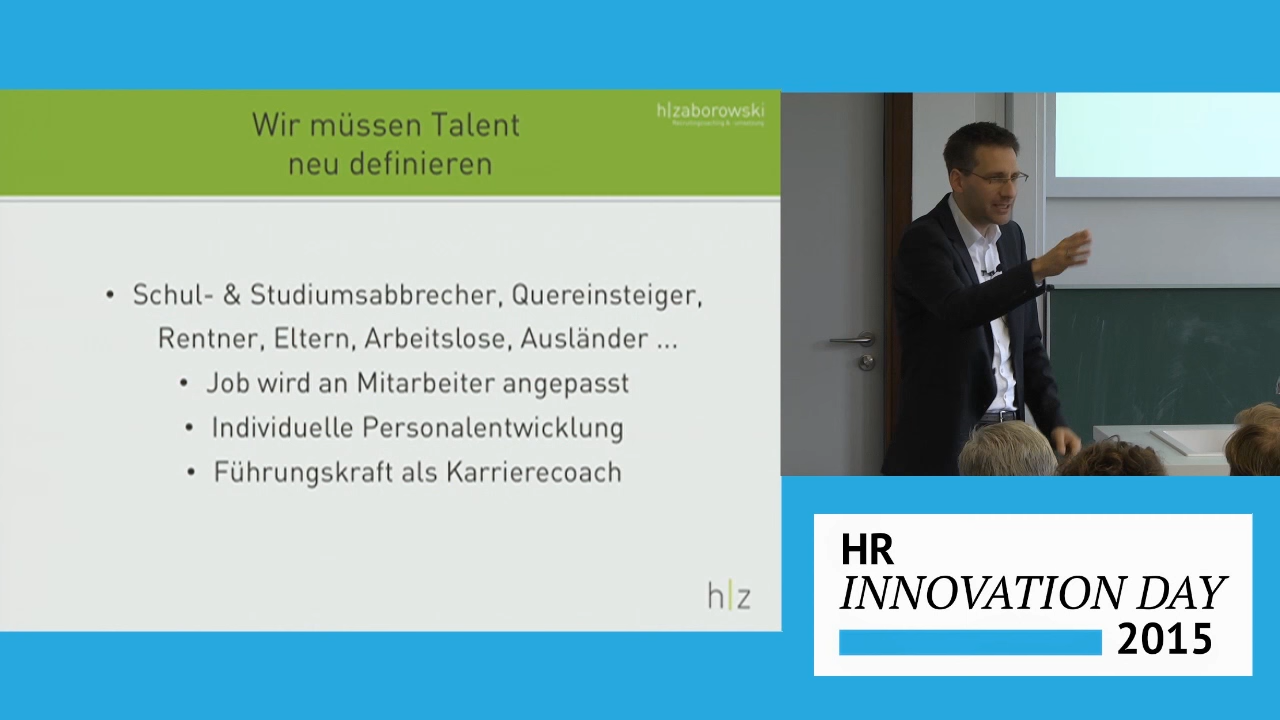 Wir müssen Talent
neu definieren
h|zaborowski
• Schul- & Studiumsabbrecher, Quereinsteiger,
Rentner, Eltern, Arbeitslose, Ausländer ...
• Job wird an Mitarbeiter angepasst
• Individuelle Personalentwicklung
• Führungskraft als Karrierecoach
h|z
HR
INNOVATION DAY
2015